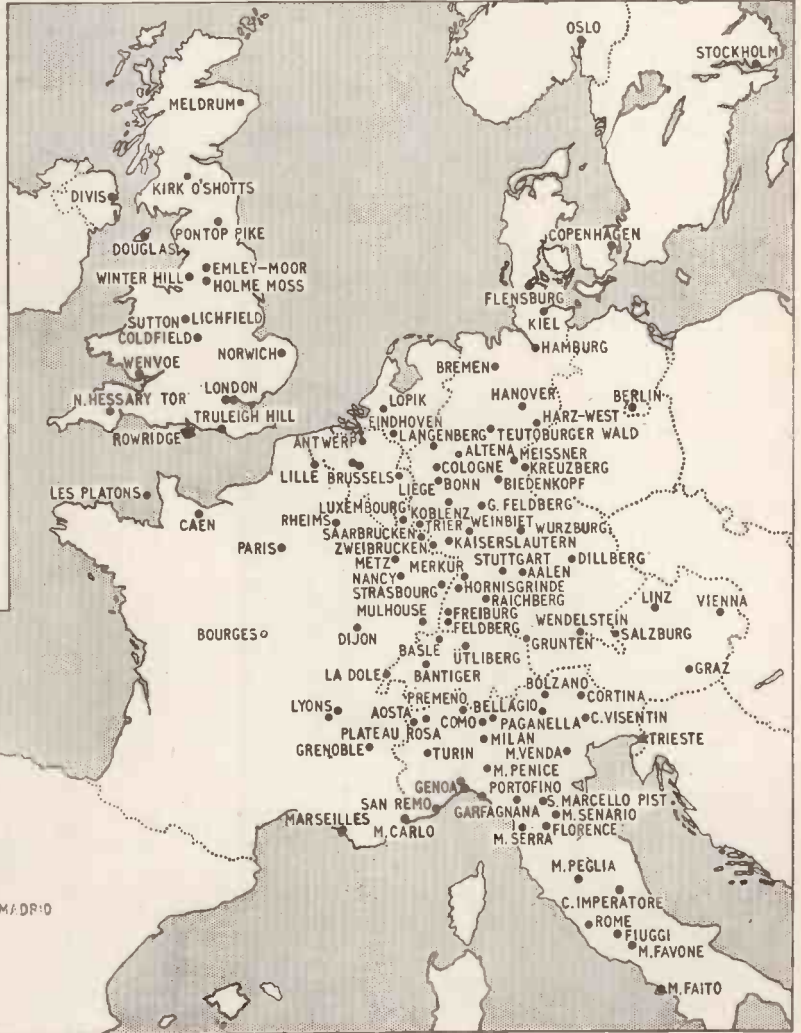 OSLO
STOCKHOLM
MELDRUM
KIRK O'SHOTTS
DIVIS
PONTOP PIKE
DOUGLAS
COPENHAGEN
EMLEY-MOOR
WINTER HILL
HOLME MOSS
FLENSBURG
KIEL
SUTTON
COLDFIELD
LICHFIELD
NORWICH
HAMBURG
BREMEN
WENVOE
HANOVER
BERLIN
N. HESSARY TOR
LONDON
LOPIK
TRULEIGH HILL
EINDHOVEN
HARZ-WEST
ROWRIDGE
ANTWERP
LANGENBERG
TEUTOBURGER WALD
ALTENA
MEISSNER
LILLE
BRUSSELS
COLOGNE
KREUZBERG
LIEGE
BONN
BIEDENKOPF
LES PLATONS
CAEN
LUXEMBOURG
KOBLENZ
G. FELDBERG
RHEIMS
TRIER
WEINBIET
WURZBURG
SAARBRUCKEN
KAISERSLAUTERN
PARIS
ZWEIBRUCKEN
METZ
MERKUR
STUTTGART
DILLBERG
NANCY
AALEN
STRASBOURG
HORNISGRINDE
RAICHBERG
LINZ
VIENNA
MULHOUSE
FREIBURG
WENDELSTEIN
BOURGES
DIJON
FELDBERG
SALZBURG
BASLE
GRUNTEN
UTLIBERG
LA DOLE
BANTIGER
GRAZ
BOLZANO
CORTINA
LYONS
PREMENO
BELLAGIO
AOSTA
COMO
PAGANELLA
C. VISENTIN
PLATEAU ROSA
MILAN
TRIESTE
GRENOBLE
TURIN
M. VENDA
M. PENICE
GENOA
PORTOFINO
SAN REMO
S. MARCELLO PIST.
GARFAGNANA
M. SENARIO
MARSEILLES
M. CARLO
FLORENCE
M. SERRA
M. PEGLIA
MADRID
C. IMPERATORE
ROME
FIUGGI
M. FAVONE
M. FAITO